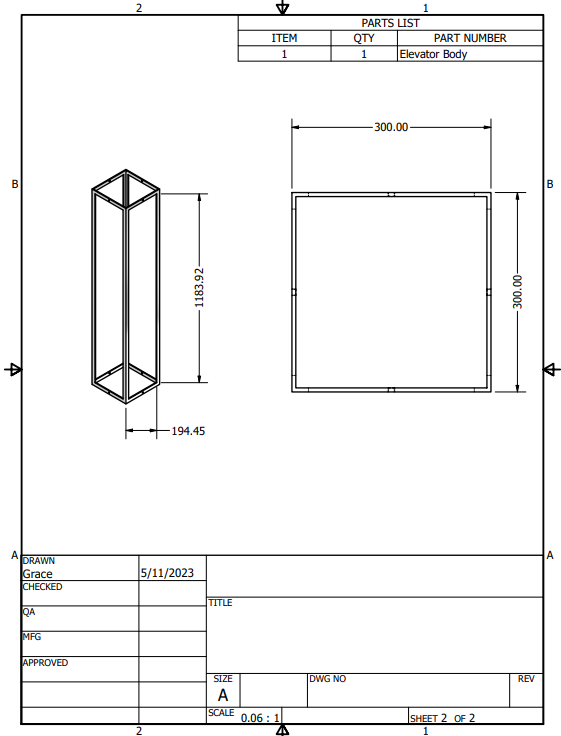 2 1
PARTS LIST
ITEM QTY PART NUMBER
1 1 Elevator Body
300.00
B B
1183.92
300.00
194.45
A A
DRAWN
Grace 5/11/2023
CHECKED
TITLE
QA
MFG
APPROVED
SIZE DWG NO REV
A
SCALE 0.06 : 1 SHEET 2 OF 2
2 1